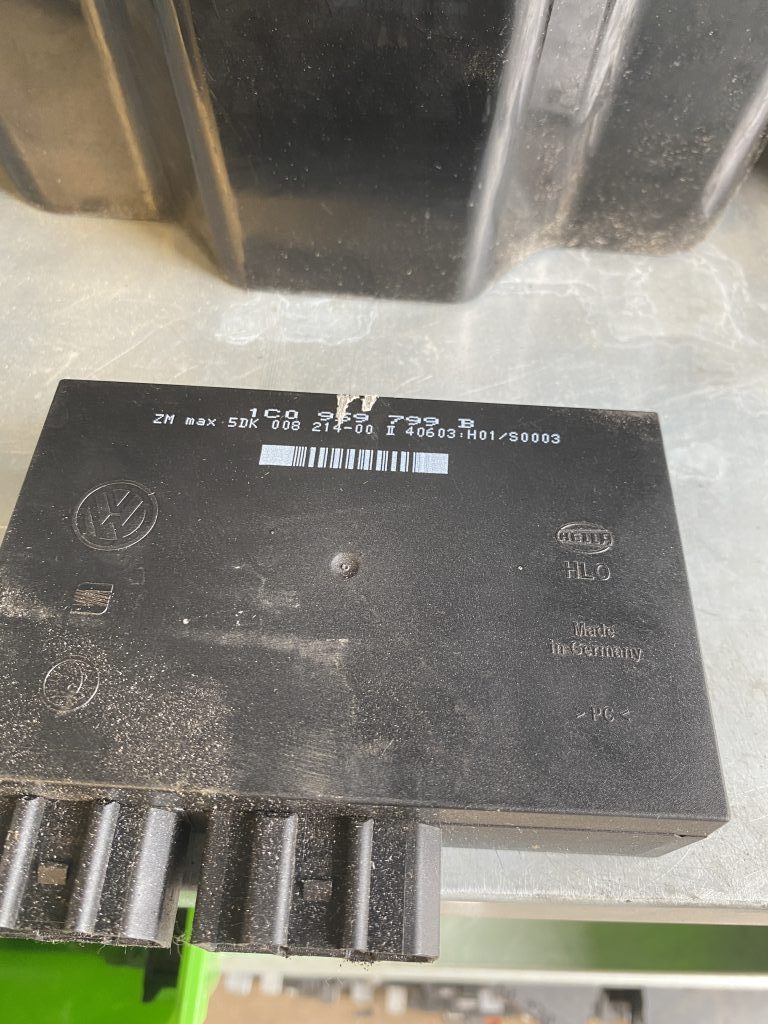 1C0 959 799 B
ZM max 5DK 008 214-00 II 40603:H01/S0003
HELLA
HLO
Made
in Germany
> PC <